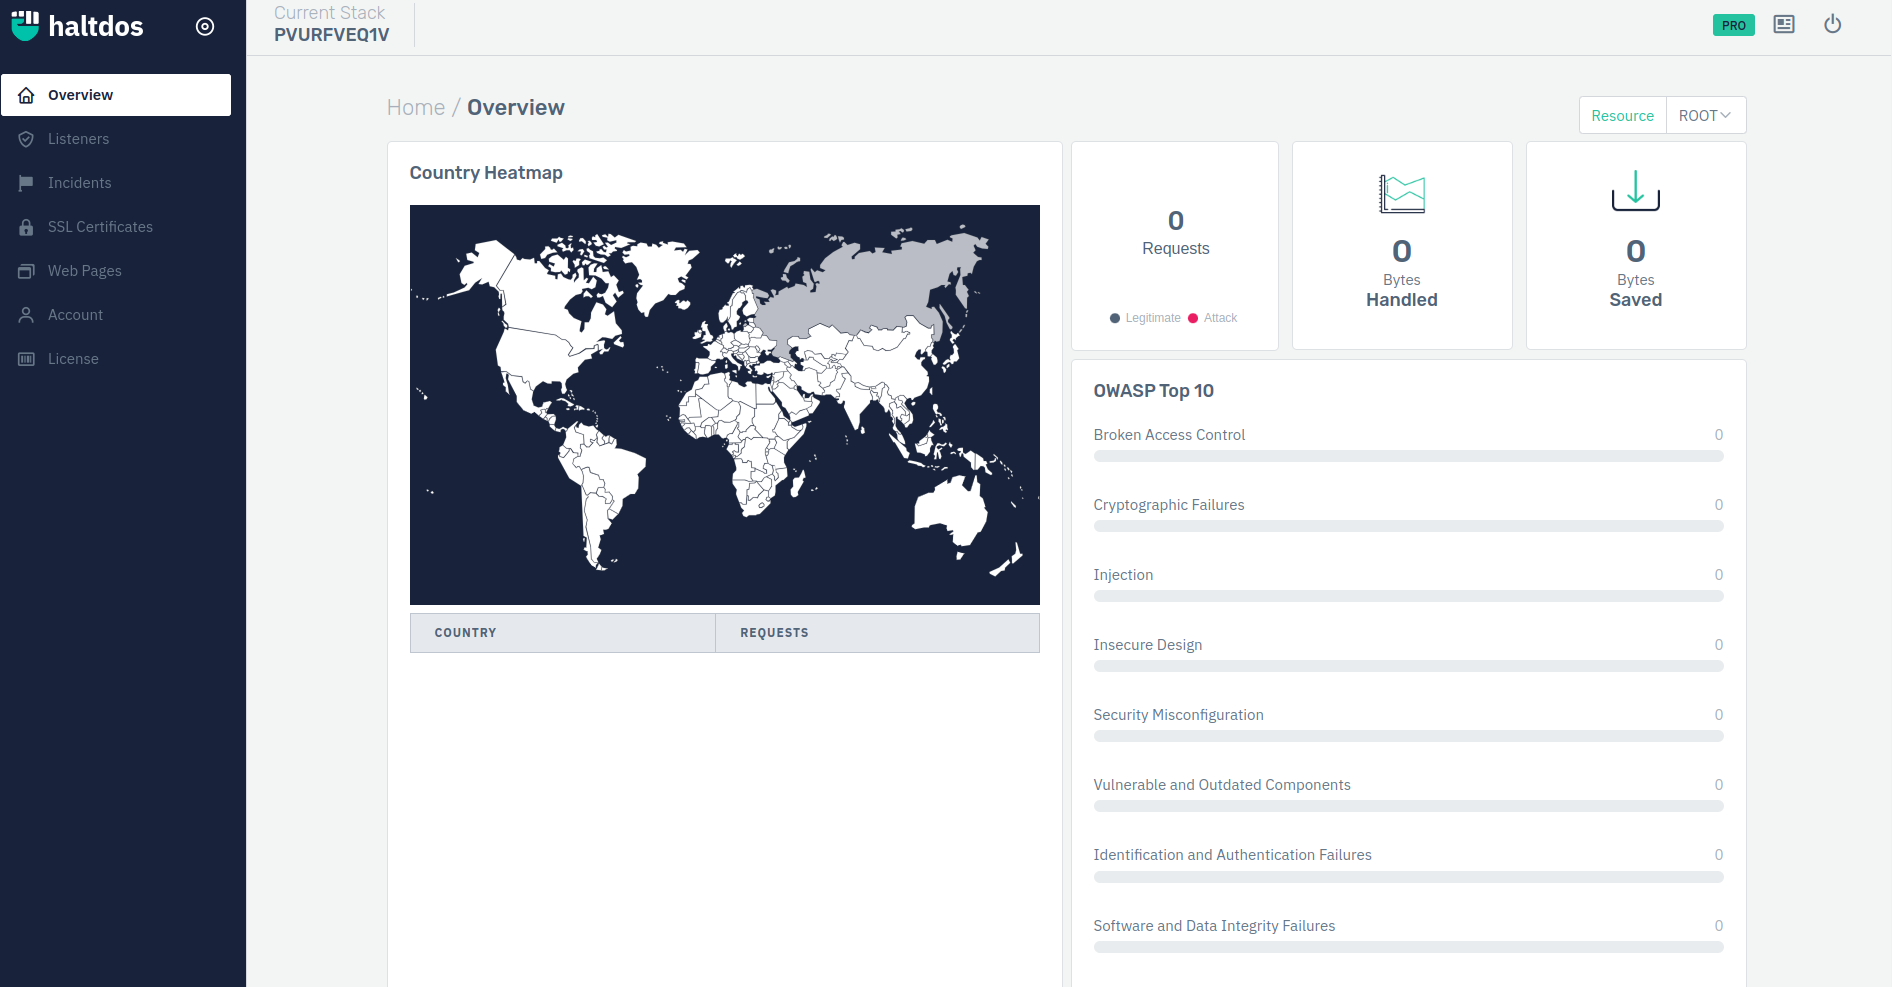 haltdos
Current Stack
PVURFVEQ1V
PRO
Overview
Listeners
Incidents
SSL Certificates
Web Pages
Account
License
Home / Overview
Resource
ROOT
Country Heatmap
COUNTRY
REQUESTS
0
Requests
Legitimate
Attack
0
Bytes
Handled
0
Bytes
Saved
OWASP Top 10
Broken Access Control 0
Cryptographic Failures 0
Injection 0
Insecure Design 0
Security Misconfiguration 0
Vulnerable and Outdated Components 0
Identification and Authentication Failures 0
Software and Data Integrity Failures 0